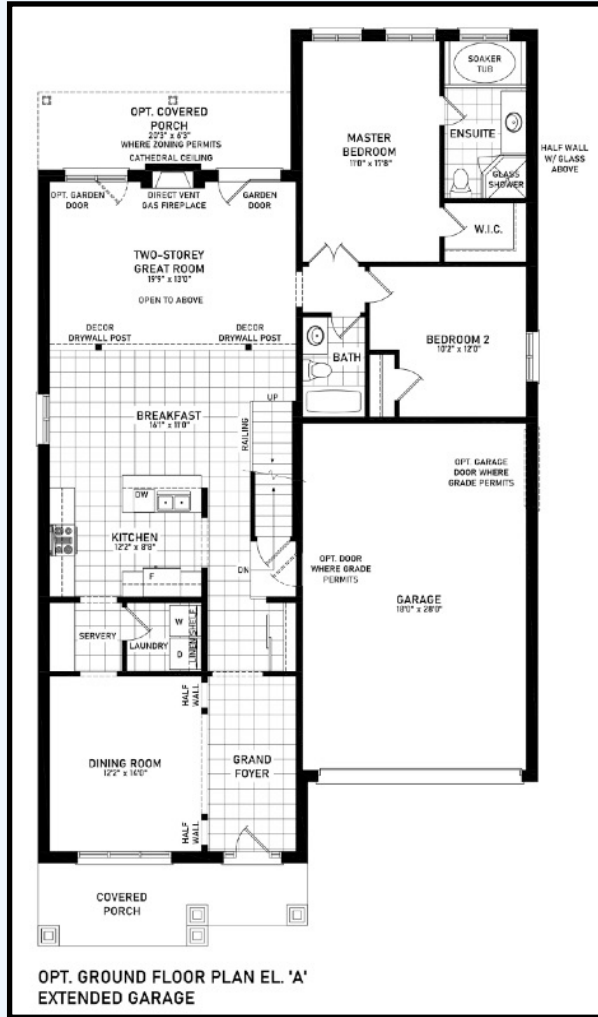 SOAKER
TUB
OPT. COVERED
PORCH
20'3" x 6'3"
WHERE ZONING PERMITS
CATHEDRAL CEILING
MASTER
BEDROOM
11'0" x 17'8"
ENSUITE
HALF WALL
W/ GLASS
ABOVE
GLASS
SHOWER
OPT. GARDEN
DOOR
DIRECT VENT
GAS FIREPLACE
GARDEN
DOOR
W.I.C.
TWO-STOREY
GREAT ROOM
19'9" x 13'0"
OPEN TO ABOVE
DECOR
DRYWALL POST
DECOR
DRYWALL POST
BATH
BEDROOM 2
10'2" x 12'0"
UP
BREAKFAST
16'1" x 11'0"
RAILING
OPT. GARAGE
DOOR WHERE
GRADE PERMITS
DW
KITCHEN
12'2" x 8'8"
F
DN
OPT. DOOR
WHERE GRADE
PERMITS
GARAGE
18'0" x 28'0"
SERVERY
LAUNDRY
W
D
LINEN SHELF
HALF
WALL
DINING ROOM
12'2" x 14'0"
GRAND
FOYER
HALF
WALL
COVERED
PORCH
OPT. GROUND FLOOR PLAN EL. 'A'
EXTENDED GARAGE